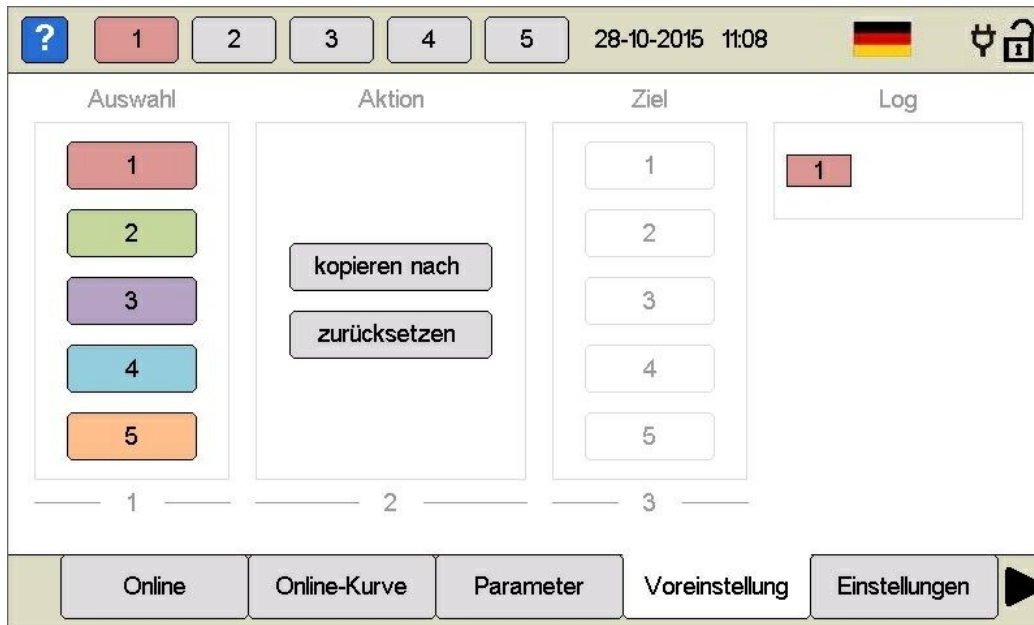 ? 1 2 3 4 5 28-10-2015 11:08
Auswahl Aktion Ziel Log
1 1 1
2 2
kopieren nach
3 3
zurücksetzen
4 4
5 5
1 2 3
Online Online-Kurve Parameter Voreinstellung Einstellungen